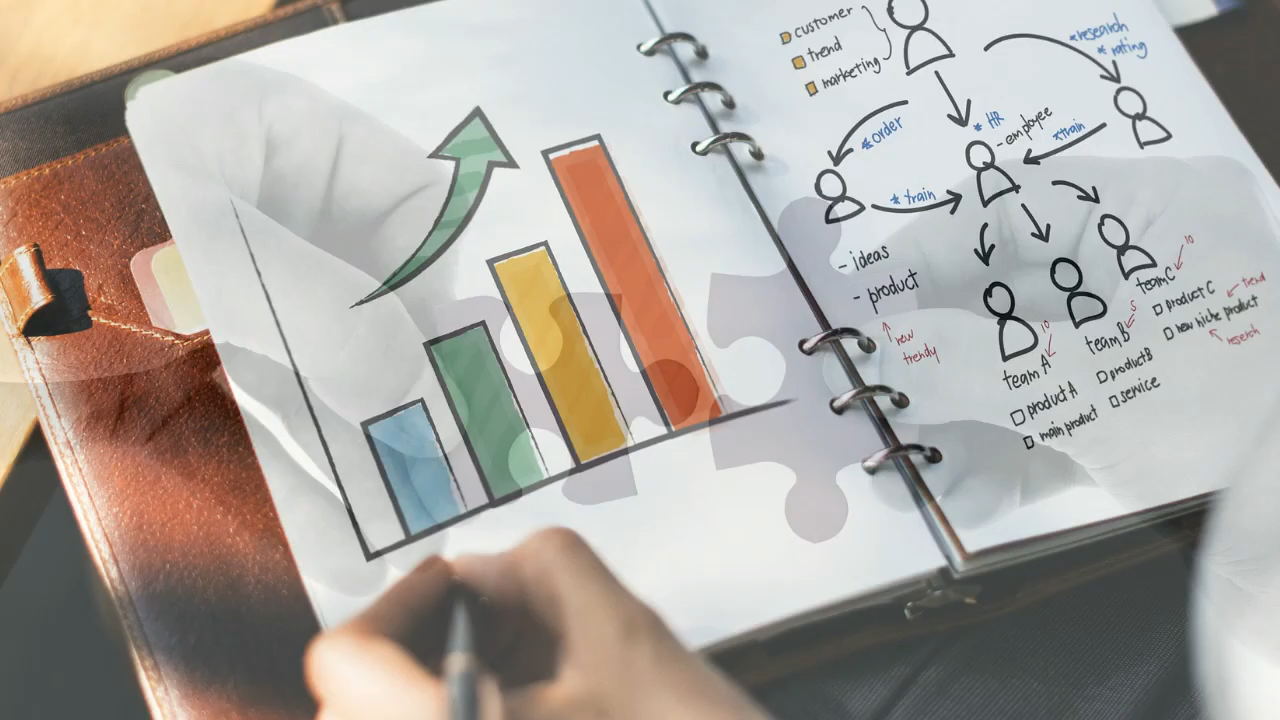 customer
trend
marketing
*research
*rating
*order
*HR
-employee
*train
*train
- ideas
- product
new
trendy
team A
10
product A
main product
team B
5
product B
service
team C
10
product C
new niche product
trend
research